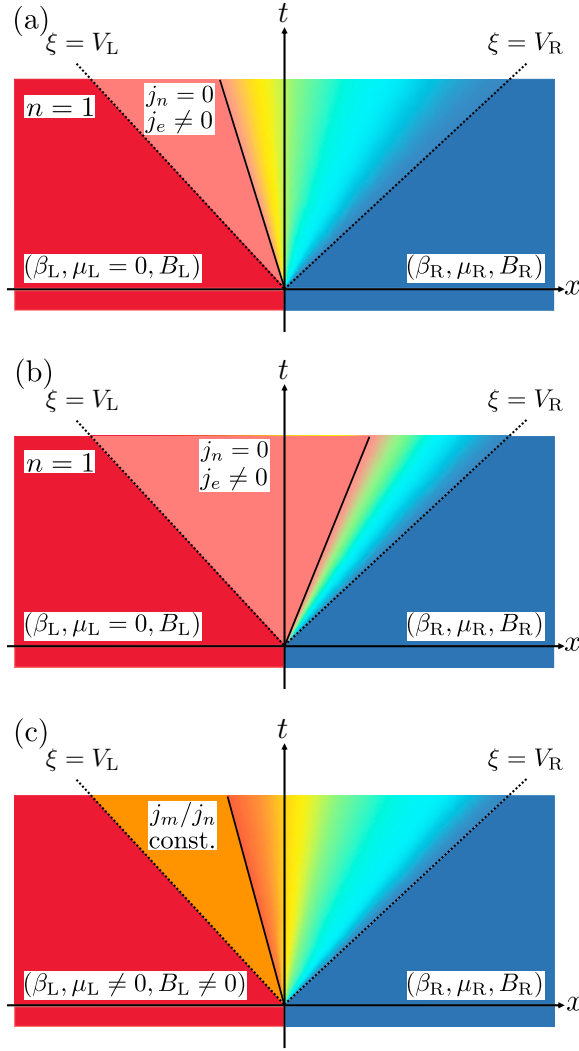 (a)
t
ξ = V_L
ξ = V_R
n = 1
j_n = 0
j_e ≠ 0
(β_L, μ_L = 0, B_L)
(β_R, μ_R, B_R)
x
(b)
t
ξ = V_L
ξ = V_R
n = 1
j_n = 0
j_e ≠ 0
(β_L, μ_L = 0, B_L)
(β_R, μ_R, B_R)
x
(c)
t
ξ = V_L
ξ = V_R
j_m/j_n
const.
(β_L, μ_L ≠ 0, B_L ≠ 0)
(β_R, μ_R, B_R)
x